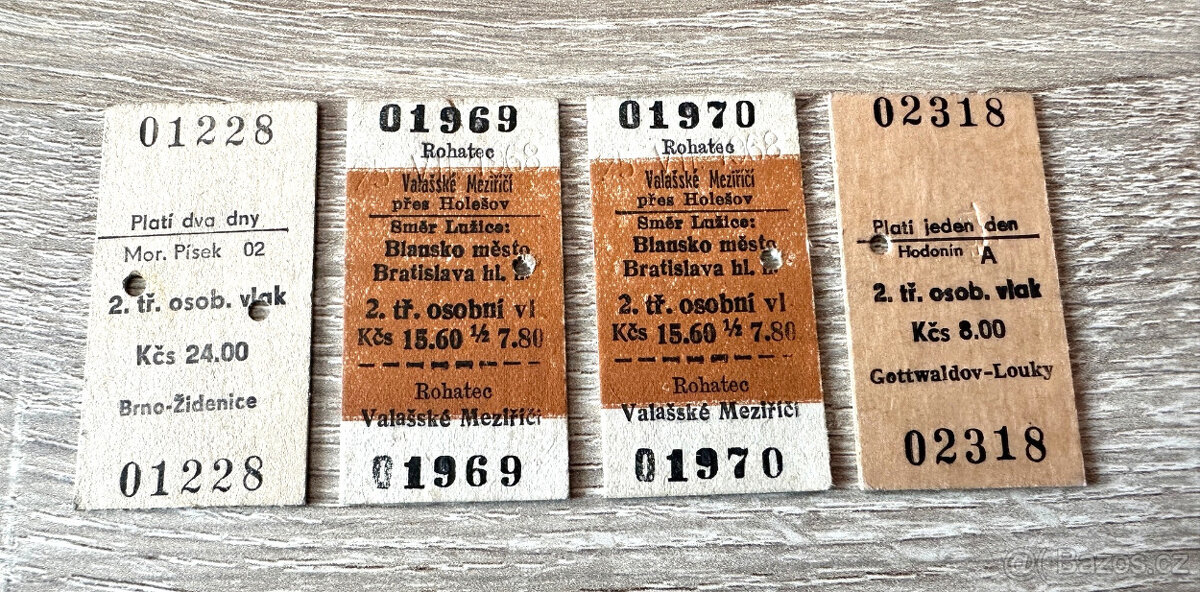 01228
Platí dva dny
Mor. Písek 02
2. tř. osob. vlak
Kčs 24.00
Brno-Židenice
01228
01969
Rohatec
Valašské Meziříčí
přes Holešov
Směr Lužice:
Blansko město
Bratislava hl.
2. tř. osobní vl
Kčs 15.60 ½ 7.80
Rohatec
Valašské Meziříčí
01969
01970
Rohatec
Valašské Meziříčí
přes Holešov
Směr Lužice:
Blansko město
Bratislava hl.
2. tř. osobní vl
Kčs 15.60 ½ 7.80
Rohatec
Valašské Meziříčí
01970
02318
Platí jeden den
Hodonín A
2. tř. osob. vlak
Kčs 8.00
Gottwaldov-Louky
02318
@ Bazos.cz